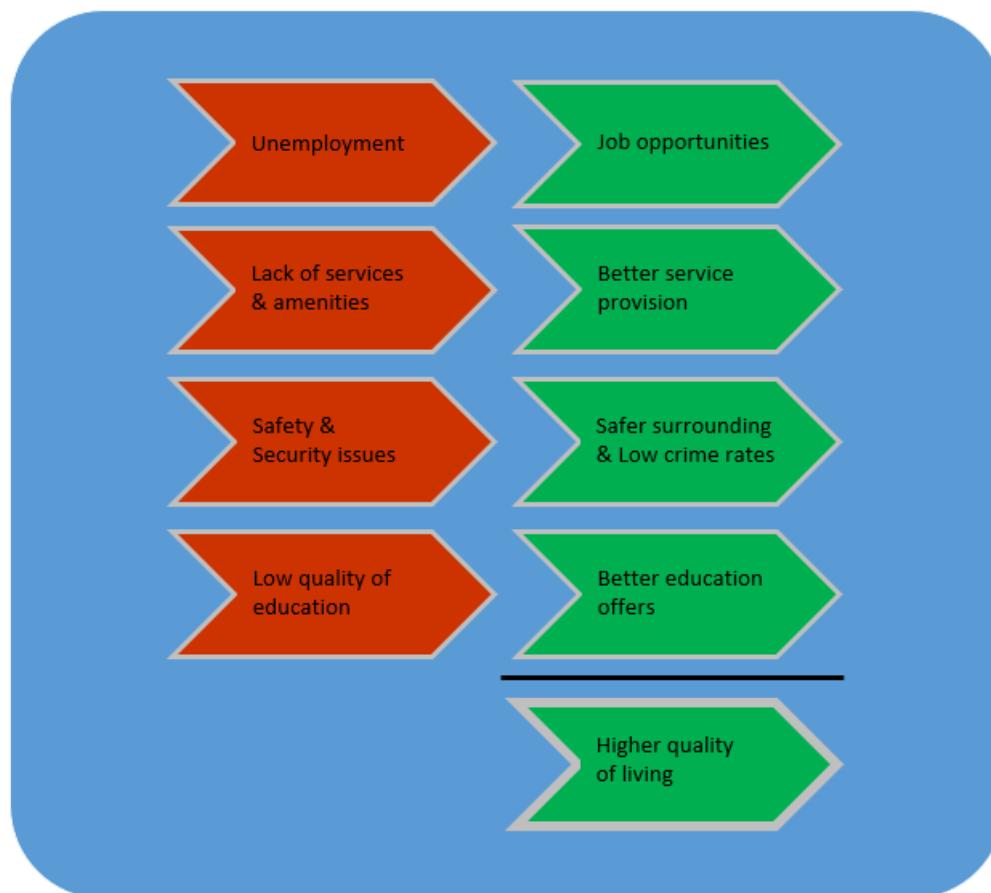 Unemployment
Job opportunities
Lack of services
& amenities
Better service
provision
Safety &
Security issues
Safer surrounding
& Low crime rates
Low quality of
education
Better education
offers
Higher quality
of living